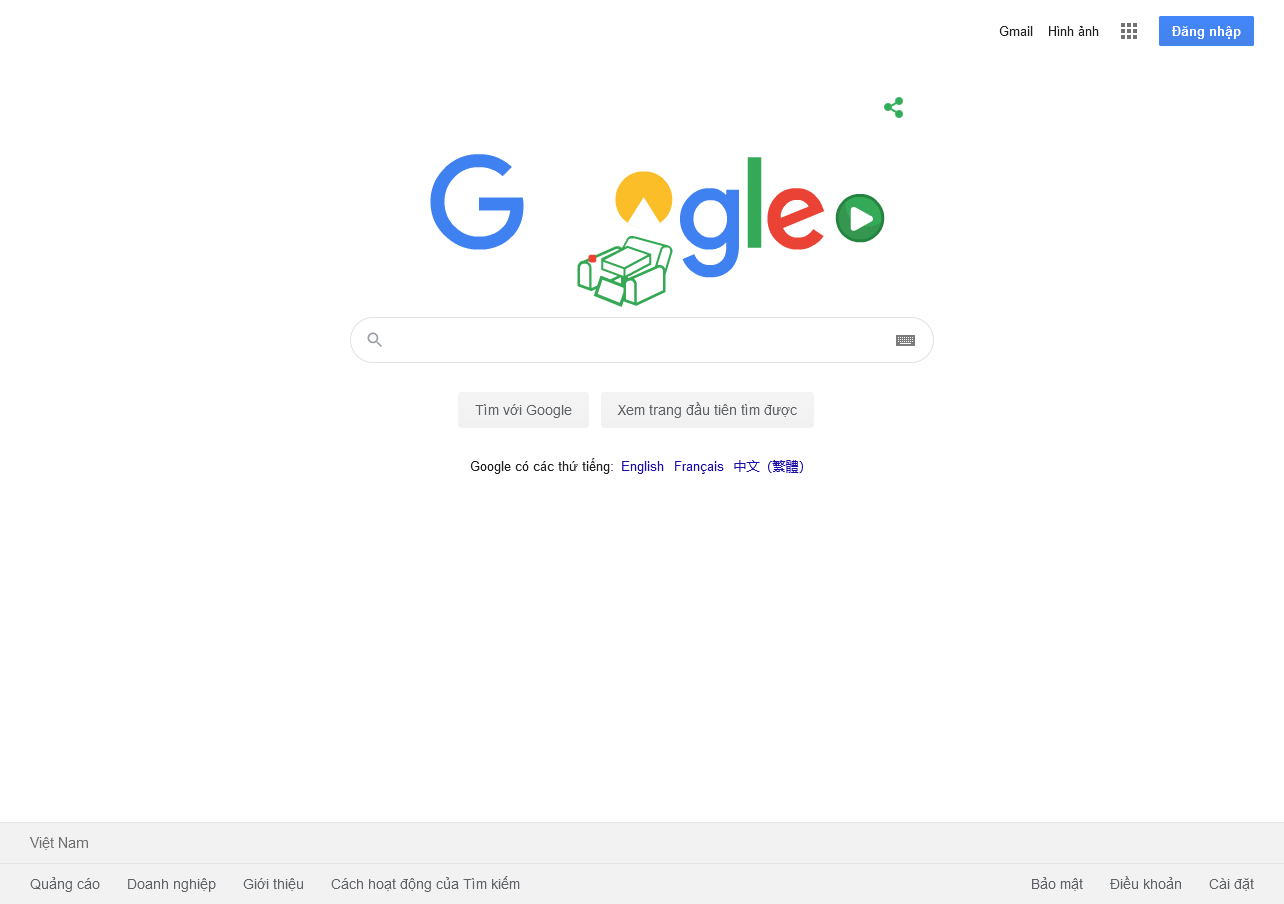 Gmail Hình ảnh Đăng nhập
G gle
Tìm với Google Xem trang đầu tiên tìm được
Google có các thứ tiếng: English Français 中文（繁體）
Việt Nam
Quảng cáo Doanh nghiệp Giới thiệu Cách hoạt động của Tìm kiếm Bảo mật Điều khoản Cài đặt